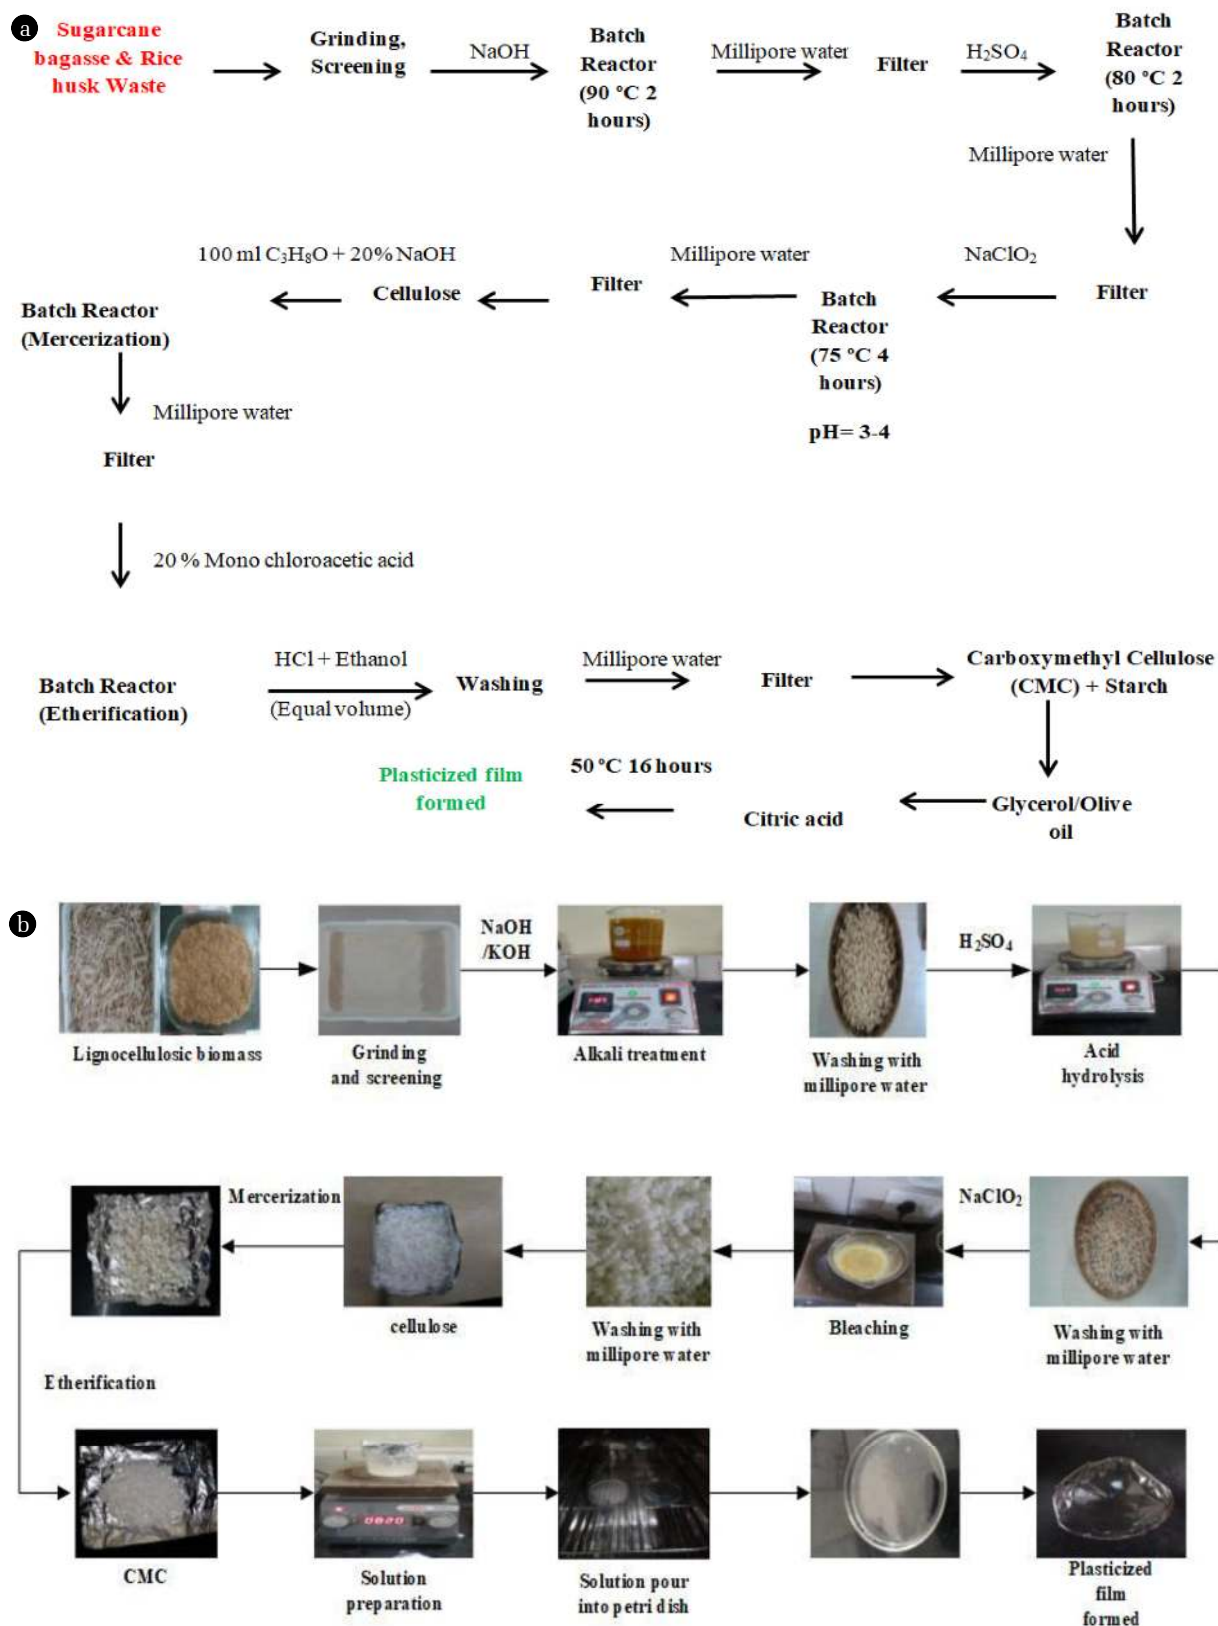 a
Sugarcane
bagasse & Rice
husk Waste
Grinding,
Screening
NaOH
Batch
Reactor
(90 °C 2
hours)
Millipore water
Filter
H₂SO₄
Batch
Reactor
(80 °C 2
hours)
Millipore water
NaClO₂
Filter
Batch
Reactor
(75 °C 4
hours)
pH= 3-4
Millipore water
Filter
Cellulose
100 ml C₃H₈O + 20% NaOH
Batch Reactor
(Mercerization)
Millipore water
Filter
20 % Mono chloroacetic acid
Batch Reactor
(Etherification)
HCl + Ethanol
(Equal volume)
Washing
Millipore water
Filter
Carboxymethyl Cellulose
(CMC) + Starch
Glycerol/Olive
oil
Citric acid
50 °C 16 hours
Plasticized film
formed
b
Lignocellulosic biomass
Grinding
and screening
NaOH
/KOH
Alkali treatment
Washing with
millipore water
H₂SO₄
Acid
hydrolysis
Washing with
millipore water
NaClO₂
Bleaching
Washing with
millipore water
cellulose
Mercerization
Etherification
CMC
Solution
preparation
Solution pour
into petri dish
Plasticized
film
formed